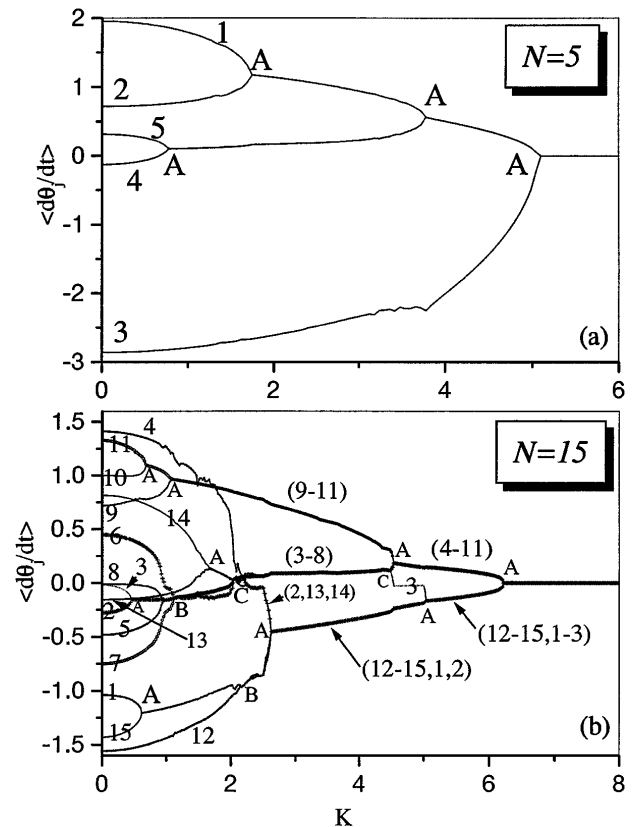 2
1
0
-1
-2
-3
<dθj/dt>
1
2
5
4
3
A
A
A
A
N=5
(a)
0
2
4
6
1.5
1.0
0.5
0.0
-0.5
-1.0
-1.5
<dθj/dt>
4
11
10
9
14
6
3
8
2
5
13
7
1
15
12
A
A
A
A
A
B
B
C
C
A
A
A
A
3
(9-11)
(3-8)
(4-11)
(2,13,14)
(12-15,1-3)
(12-15,1,2)
N=15
(b)
0
2
4
6
8
K